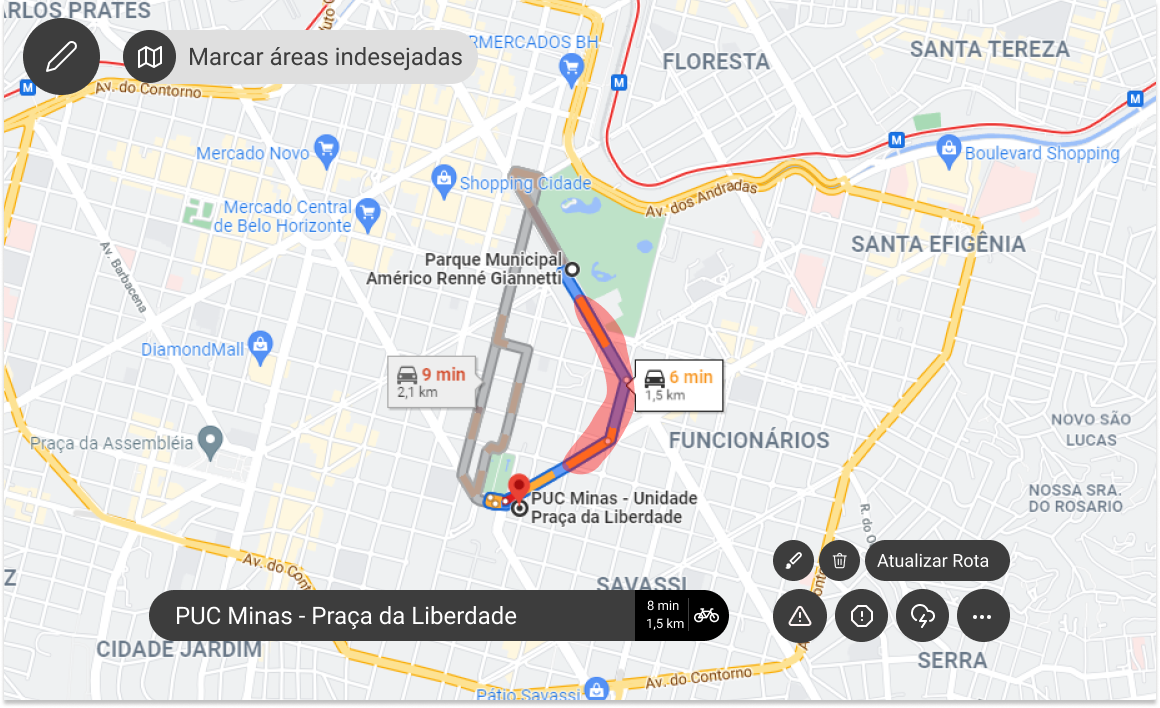 ARLOS PRATES
Marcar áreas indesejadas
RMERCADOS BH
FLORESTA
SANTA TEREZA
M
M
M
M
Av. do Contorno
Mercado Novo
Boulevard Shopping
Shopping Cidade
Av. dos Andradas
Mercado Central
de Belo Horizonte
SANTA EFIGÊNIA
Av. Barbacena
Parque Municipal
Américo Renné Giannetti
DiamondMall
9 min
2,1 km
6 min
1,5 km
Praça da Assembléia
FUNCIONÁRIOS
NOVO SÃO
LUCAS
PUC Minas - Unidade
Praça da Liberdade
NOSSA SRA.
DO ROSARIO
R. do O
Av. do Cont
Atualizar Rota
Z
SAVASSI
PUC Minas - Praça da Liberdade
8 min
1,5 km
CIDADE JARDIM
SERRA
Av. do Contorno
Pátio Savassi